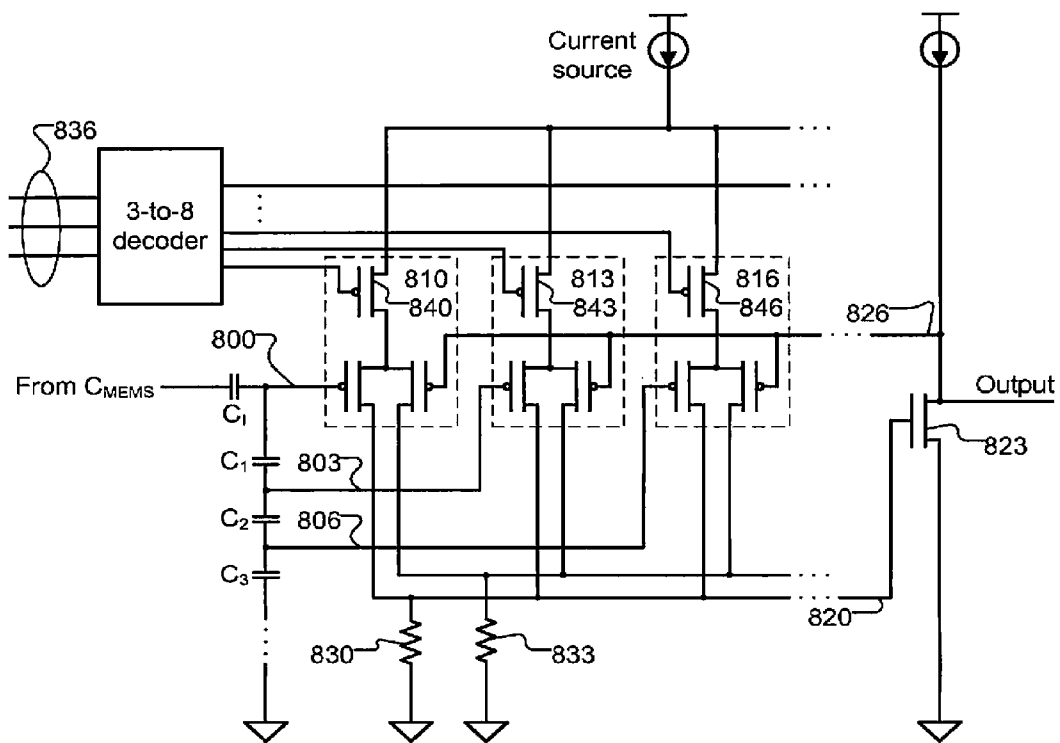 Current
source
836
3-to-8
decoder
810
840
813
843
816
846
826
800
From CMEMS
Output
CI
823
C1
803
C2
806
C3
820
830
833